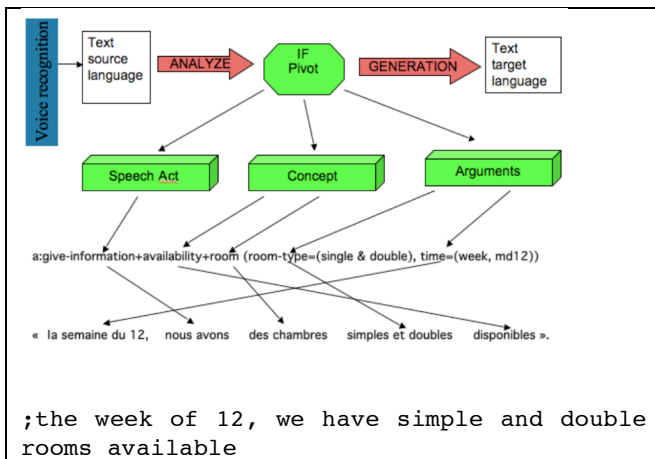 Voice recognition
Text
source
language
ANALYZE
IF
Pivot
GENERATION
Text
target
language
Speech Act
Concept
Arguments
a:give-information+availability+room (room-type=(single & double), time=(week, md12))
« la semaine du 12, nous avons des chambres simples et doubles disponibles ».
;the week of 12, we have simple and double
rooms available